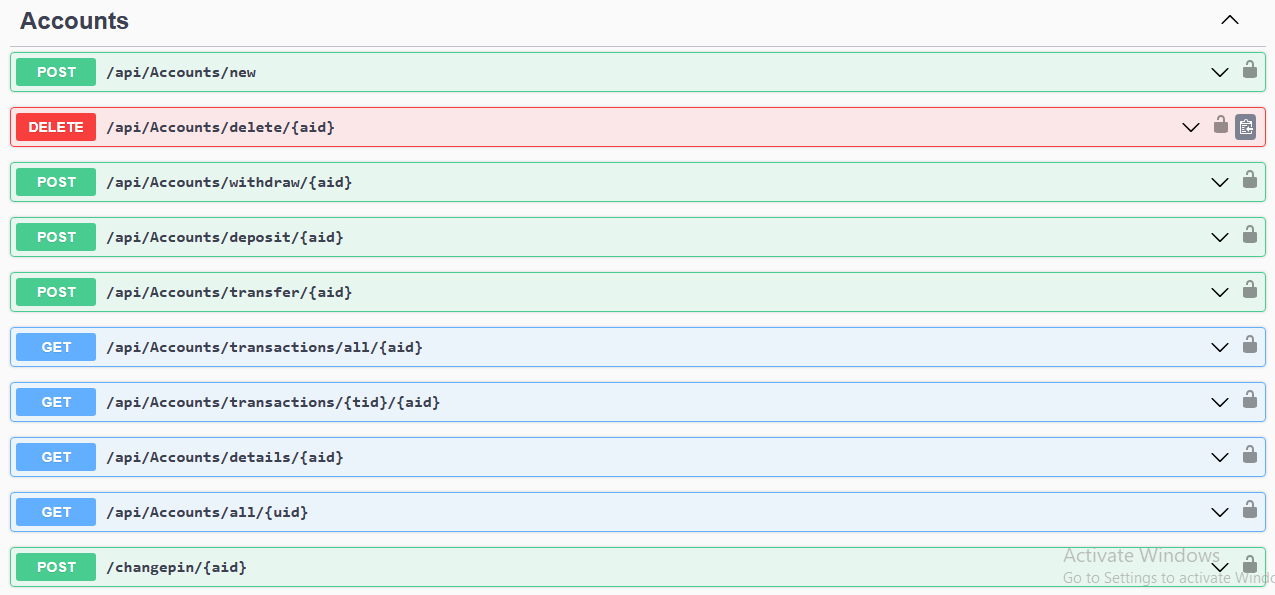 Accounts
POST /api/Accounts/new
DELETE /api/Accounts/delete/{aid}
POST /api/Accounts/withdraw/{aid}
POST /api/Accounts/deposit/{aid}
POST /api/Accounts/transfer/{aid}
GET /api/Accounts/transactions/all/{aid}
GET /api/Accounts/transactions/{tid}/{aid}
GET /api/Accounts/details/{aid}
GET /api/Accounts/all/{uid}
POST /changepin/{aid}
Activate Windows
Go to Settings to activate Windo